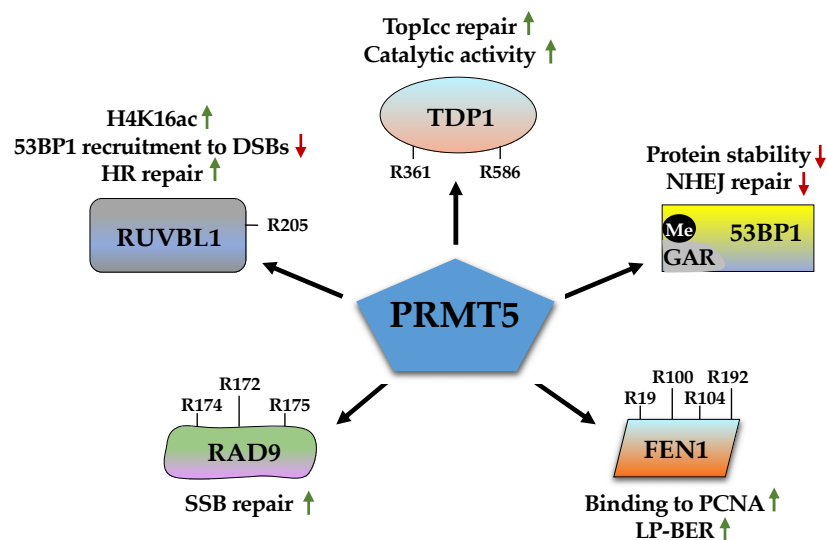 TopIcc repair
Catalytic activity
TDP1
R361
R586
H4K16ac
53BP1 recruitment to DSBs
HR repair
RUVBL1
R205
Protein stability
NHEJ repair
Me
53BP1
GAR
PRMT5
R172
R174
R175
RAD9
SSB repair
R100
R192
R19
R104
FEN1
Binding to PCNA
LP-BER